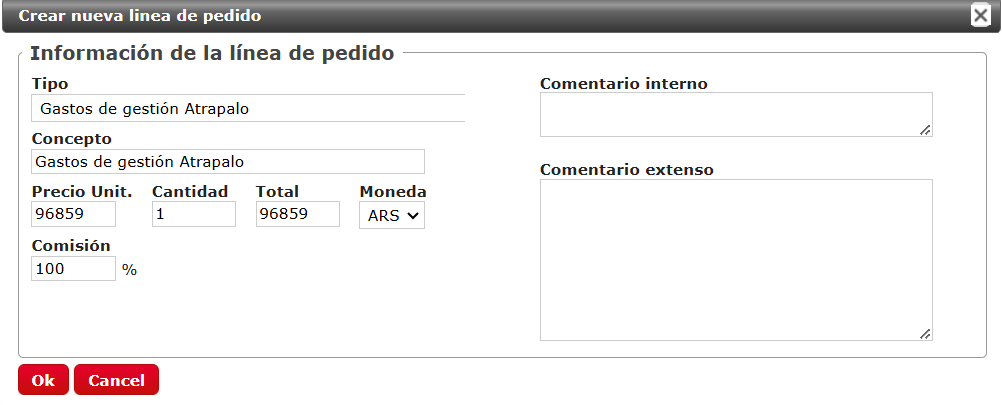 Crear nueva linea de pedido
Información de la línea de pedido
Tipo
Gastos de gestión Atrapalo
Concepto
Gastos de gestión Atrapalo
Precio Unit. Cantidad Total Moneda
96859 1 96859 ARS
Comisión
100 %
Comentario interno
Comentario extenso
Ok Cancel